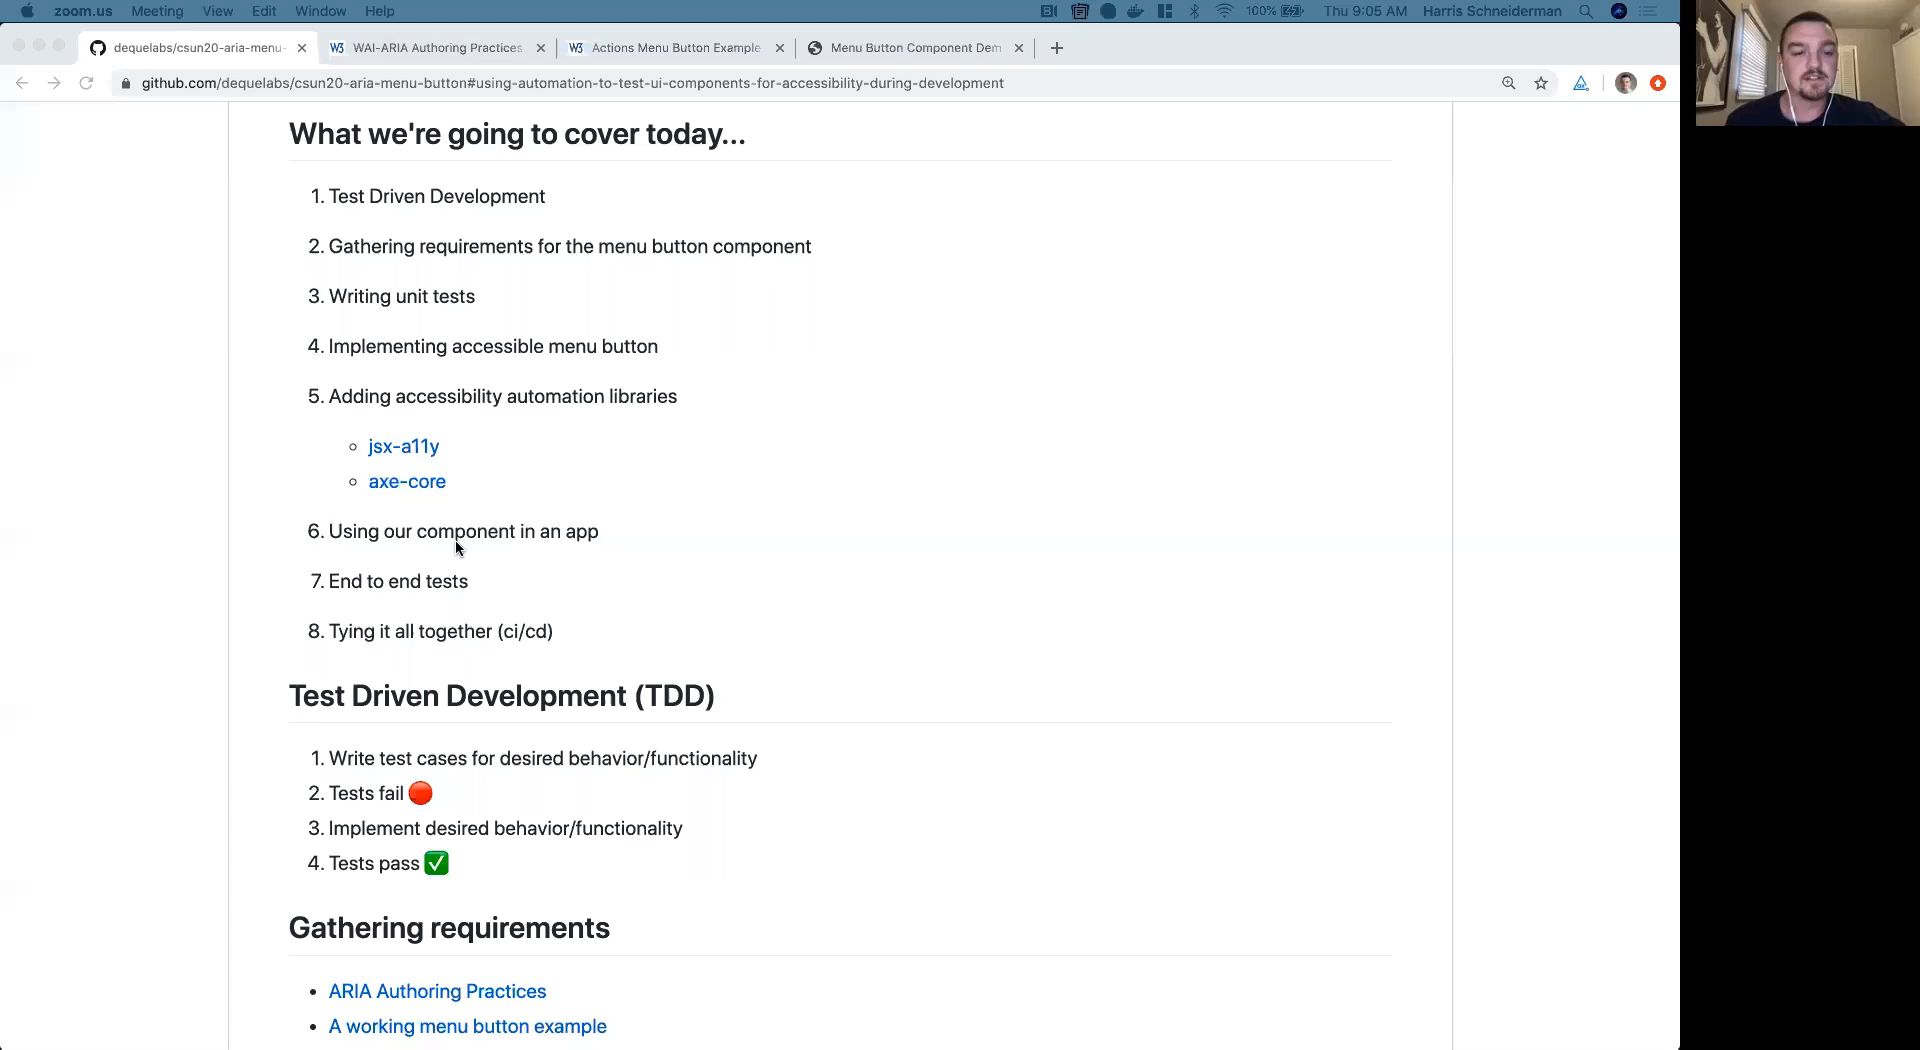 zoom.us Meeting View Edit Window Help 100% Thu 9:05 AM Harris Schneiderman
dequelabs/csun20-aria-menu- WAI-ARIA Authoring Practices Actions Menu Button Example Menu Button Component Dem
github.com/dequelabs/csun20-aria-menu-button#using-automation-to-test-ui-components-for-accessibility-during-development
What we're going to cover today...
1. Test Driven Development
2. Gathering requirements for the menu button component
3. Writing unit tests
4. Implementing accessible menu button
5. Adding accessibility automation libraries
jsx-a11y
axe-core
6. Using our component in an app
7. End to end tests
8. Tying it all together (ci/cd)
Test Driven Development (TDD)
1. Write test cases for desired behavior/functionality
2. Tests fail 🔴
3. Implement desired behavior/functionality
4. Tests pass ✅
Gathering requirements
• ARIA Authoring Practices
• A working menu button example